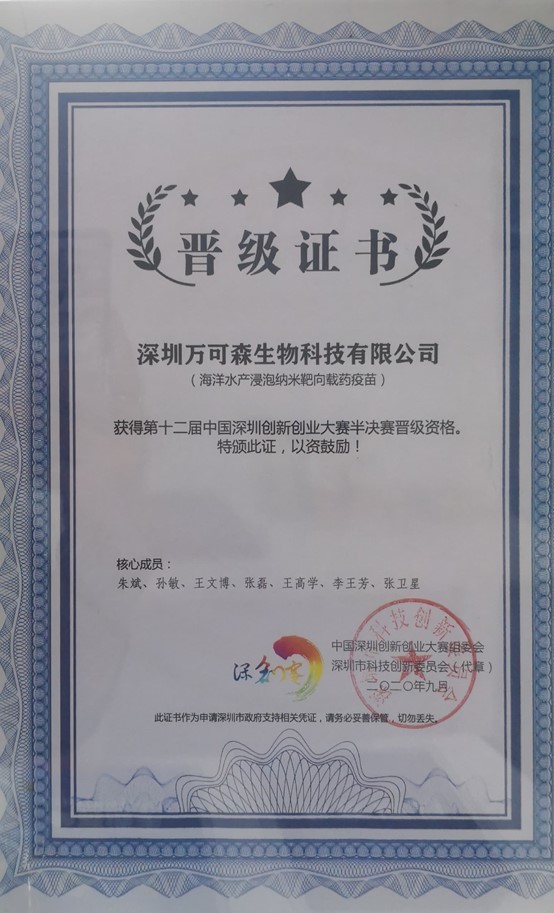 晋级证书
深圳万可森生物科技有限公司
（海洋水产浸泡纳米靶向载药疫苗）
获得第十二届中国深圳创新创业大赛半决赛晋级资格。
特颁此证，以资鼓励！
核心成员：
朱斌、孙敏、王文博、张磊、王高学、李王芳、张卫星
深创赛
中国深圳创新创业大赛组委会
深圳市科技创新委员会（代章）
二〇二〇年九月
此证书作为申请深圳市政府支持相关凭证，请务必妥善保管，切勿丢失。